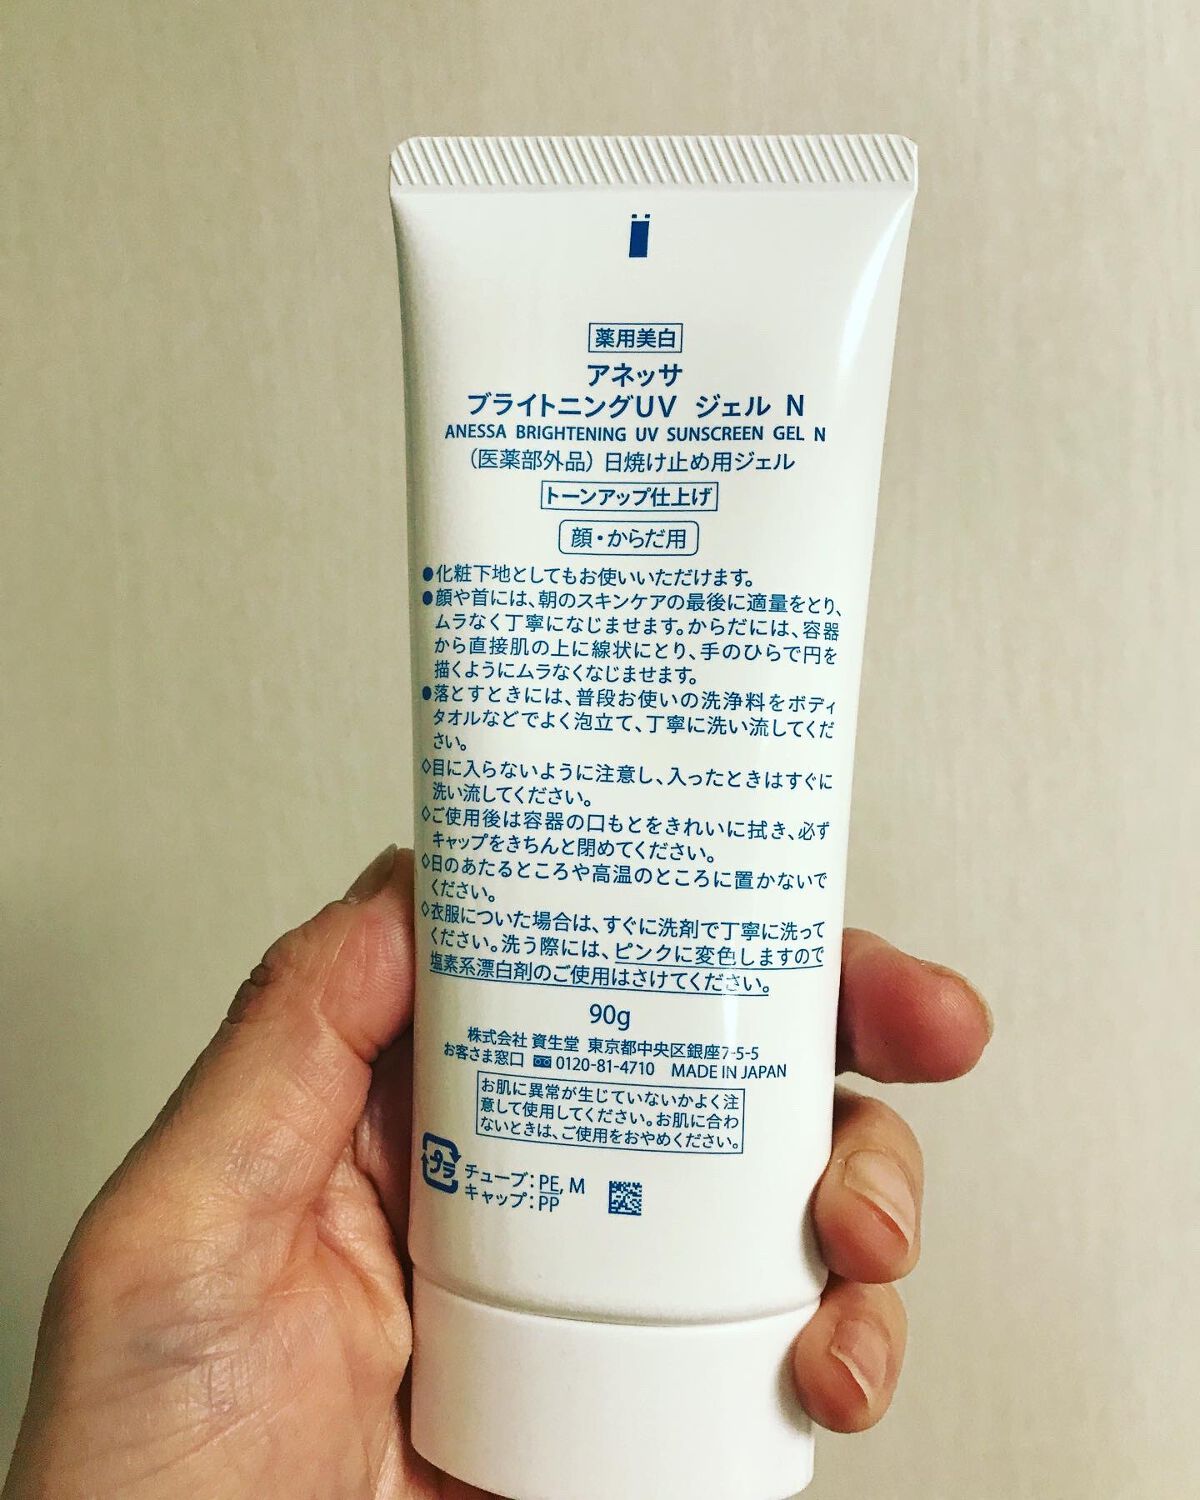 薬用美白
アネッサ
ブライトニングUV ジェル N
ANESSA BRIGHTENING UV SUNSCREEN GEL N
(医薬部外品) 日焼け止め用ジェル
トーンアップ仕上げ
顔・からだ用
●化粧下地としてもお使いいただけます。
●顔や首には、朝のスキンケアの最後に適量をとり、
ムラなく丁寧になじませます。からだには、容器
から直接肌の上に線状にとり、手のひらで円を
描くようにムラなくなじませます。
●落とすときには、普段お使いの洗浄料をボディ
タオルなどでよく泡立て、丁寧に洗い流してくだ
さい。
◇目に入らないように注意し、入ったときはすぐに
洗い流してください。
◇ご使用後は容器の口もとをきれいに拭き、必ず
キャップをきちんと閉めてください。
◇日のあたるところや高温のところに置かないで
ください。
◇衣服についた場合は、すぐに洗剤で丁寧に洗って
ください。洗う際には、ピンクに変色しますので
塩素系漂白剤のご使用はさけてください。
90g
株式会社 資生堂 東京都中央区銀座7-5-5
お客さま窓口 0120-81-4710 MADE IN JAPAN
お肌に異常が生じていないかよく注
意して使用してください。お肌に合わ
ないときは、ご使用をおやめください。
プラ
チューブ:PE, M
キャップ:PP